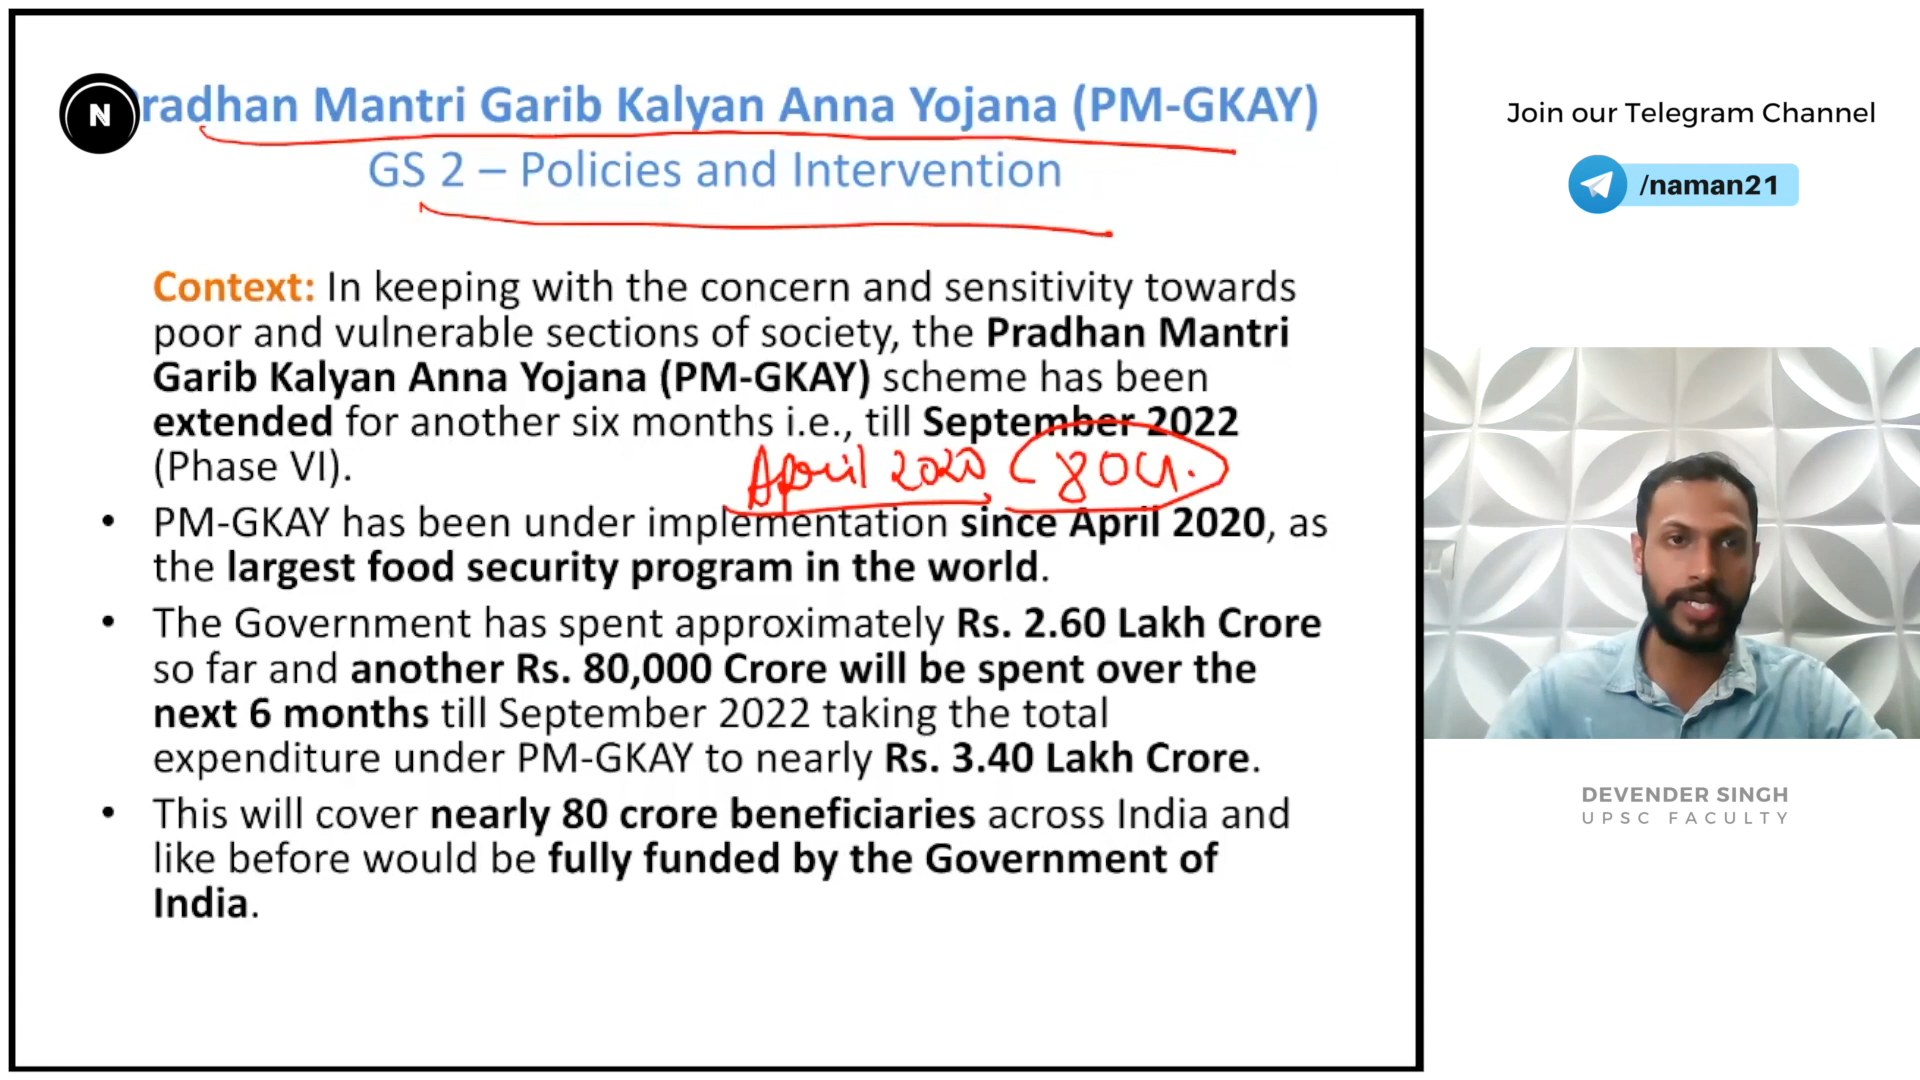 N
radhan Mantri Garib Kalyan Anna Yojana (PM-GKAY)
GS 2 – Policies and Intervention
Context: In keeping with the concern and sensitivity towards
poor and vulnerable sections of society, the Pradhan Mantri
Garib Kalyan Anna Yojana (PM-GKAY) scheme has been
extended for another six months i.e., till September 2022
(Phase VI).
April 2020 80 Cr.
• PM-GKAY has been under implementation since April 2020, as
the largest food security program in the world.
• The Government has spent approximately Rs. 2.60 Lakh Crore
so far and another Rs. 80,000 Crore will be spent over the
next 6 months till September 2022 taking the total
expenditure under PM-GKAY to nearly Rs. 3.40 Lakh Crore.
• This will cover nearly 80 crore beneficiaries across India and
like before would be fully funded by the Government of
India.
Join our Telegram Channel
/naman21
DEVENDER SINGH
UPSC FACULTY